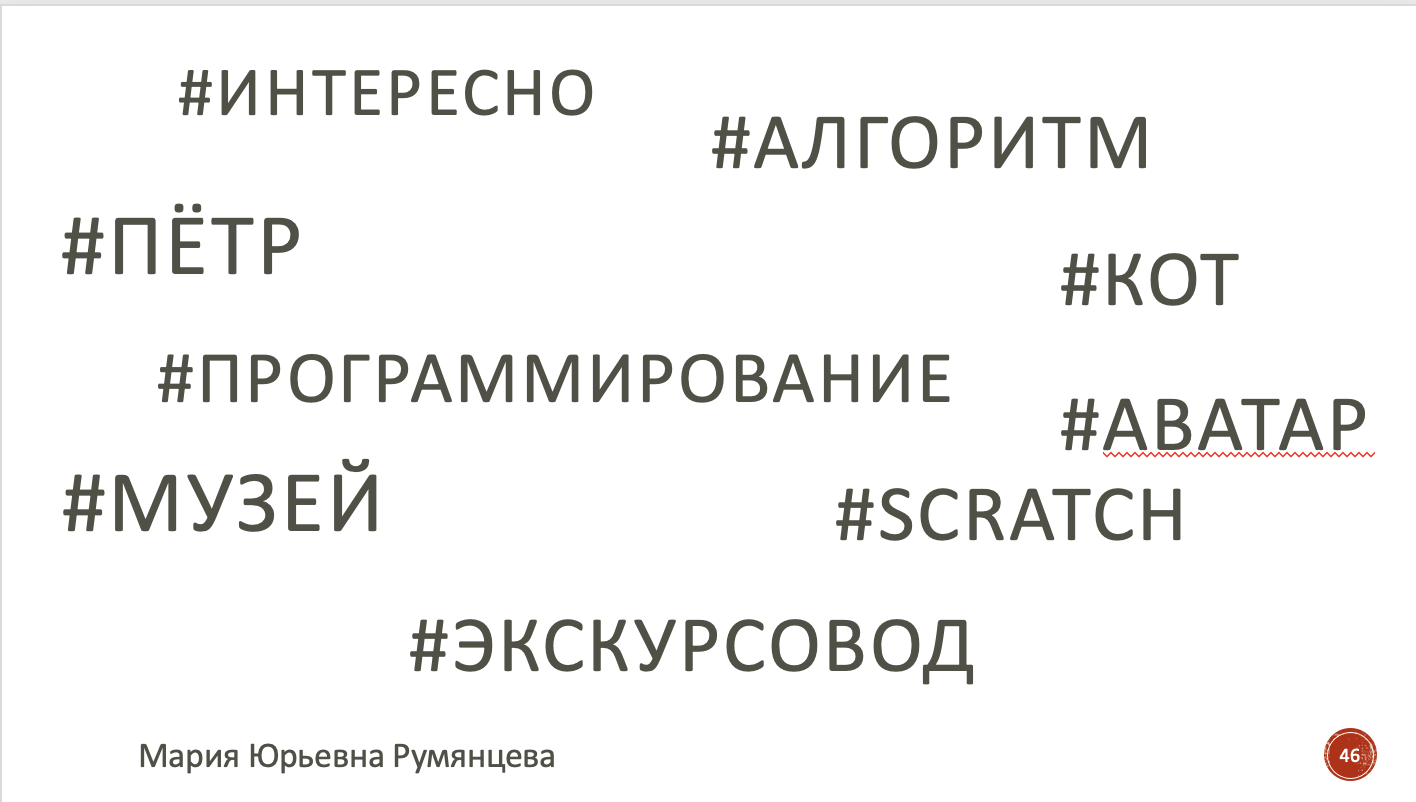 #ИНТЕРЕСНО
#АЛГОРИТМ
#ПЁТР
#КОТ
#ПРОГРАММИРОВАНИЕ
#АВАТАР
#МУЗЕЙ
#SCRATCH
#ЭКСКУРСОВОД
Мария Юрьевна Румянцева
46